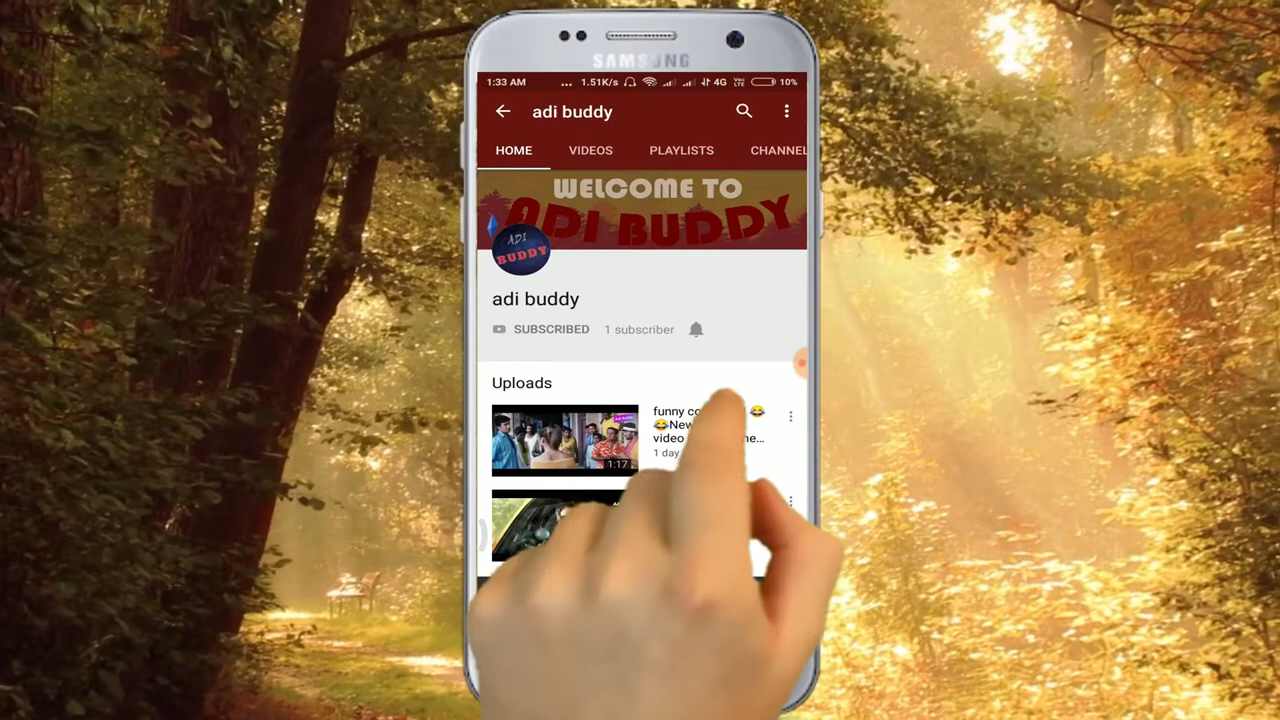 SAMSUNG
1:33 AM ... 1.51K/s 4G 10%
adi buddy
HOME VIDEOS PLAYLISTS CHANNEL
WELCOME TO
ADI BUDDY
ADI
BUDDY
adi buddy
SUBSCRIBED 1 subscriber
Uploads
funny 😂
😂
video
1 day
1:17